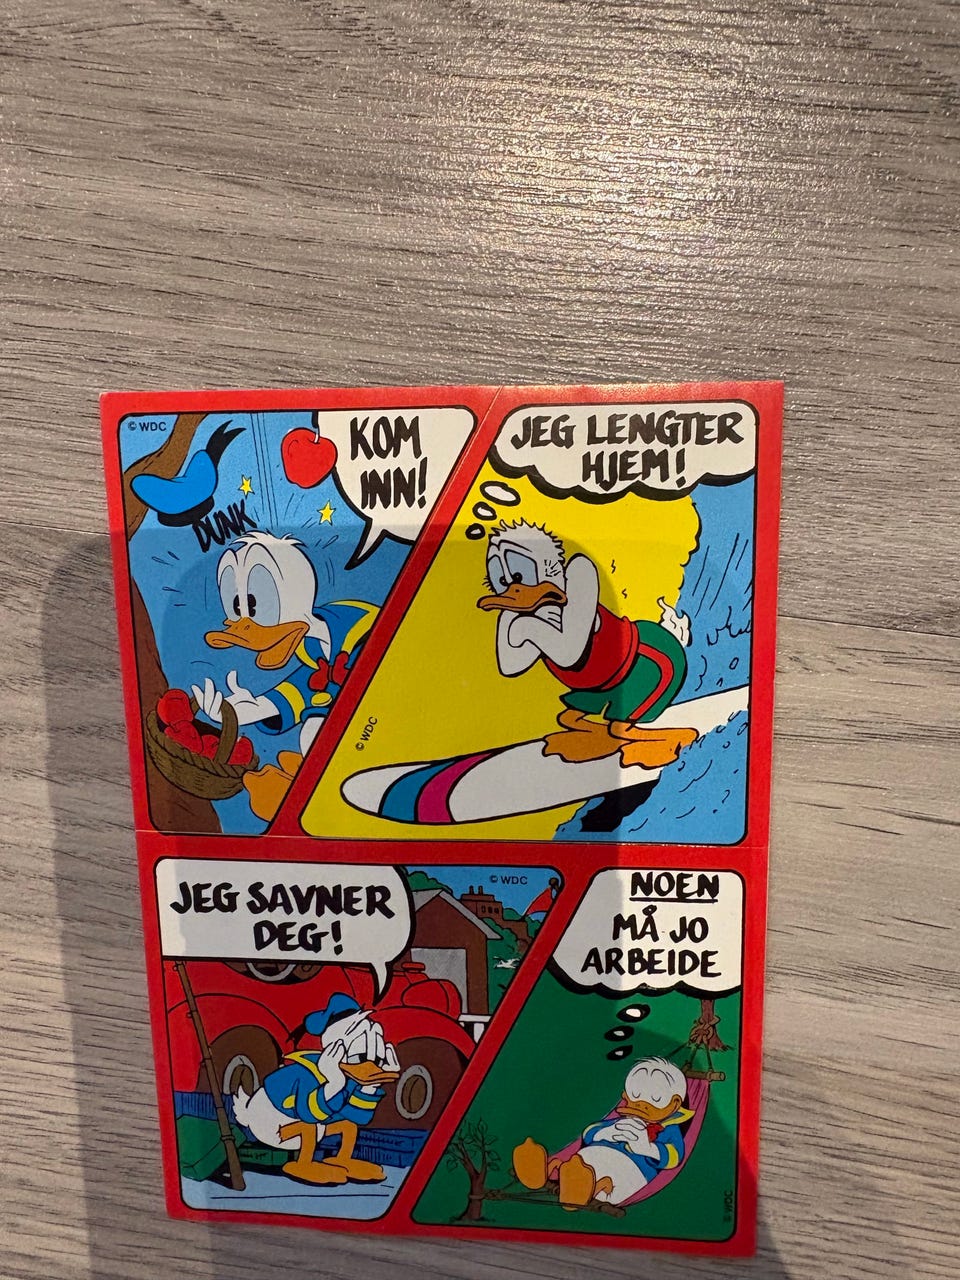 © WDC
KOM
INN!
DUNK
JEG LENGTER
HJEM!
© WDC
JEG SAVNER
DEG!
© WDC
NOEN
MÅ JO
ARBEIDE
© WDC